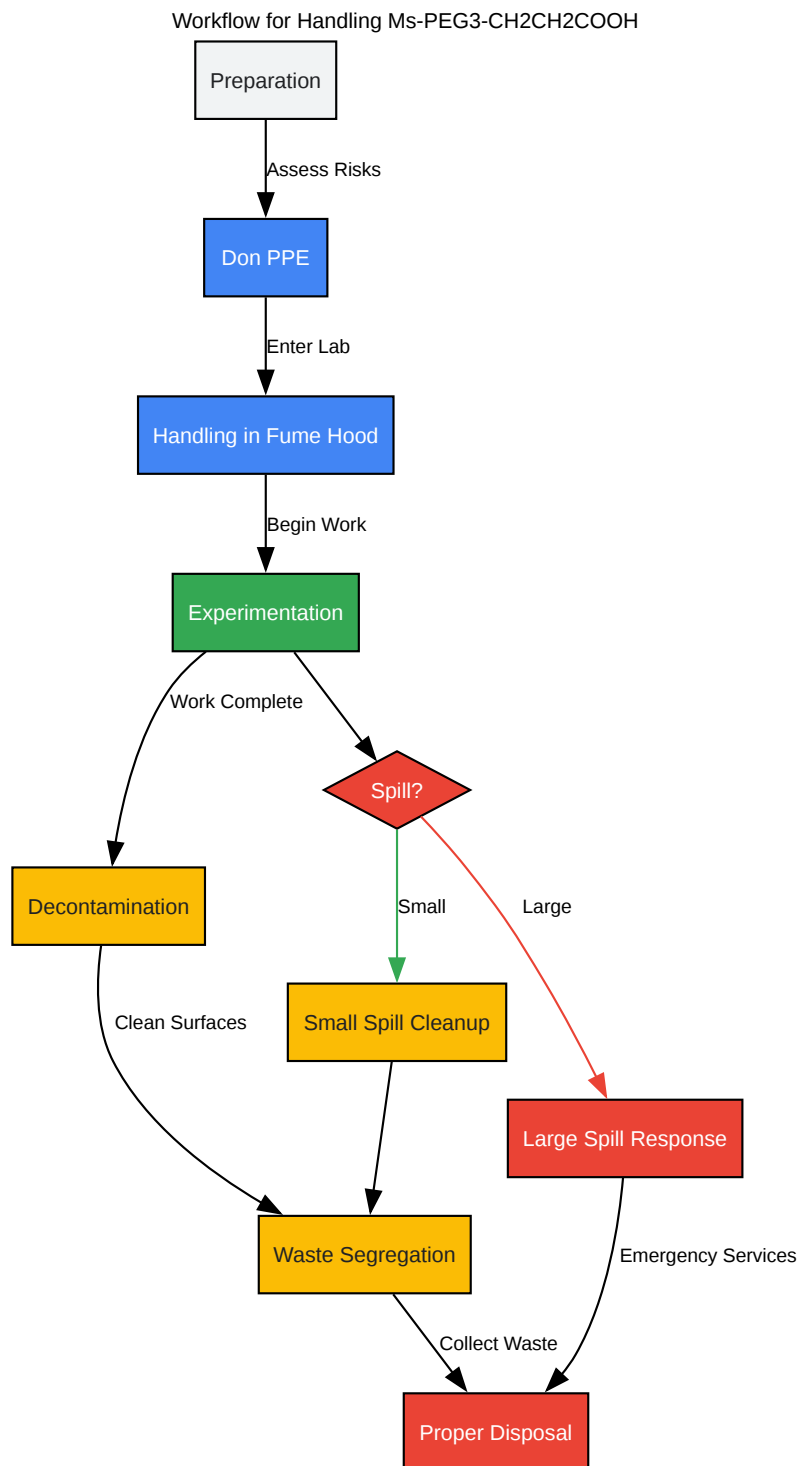 Workflow for Handling Ms-PEG3-CH2CH2COOH
Preparation
Assess Risks
Don PPE
Enter Lab
Handling in Fume Hood
Begin Work
Experimentation
Work Complete
Spill?
Decontamination
Small
Large
Clean Surfaces
Small Spill Cleanup
Large Spill Response
Waste Segregation
Emergency Services
Collect Waste
Proper Disposal